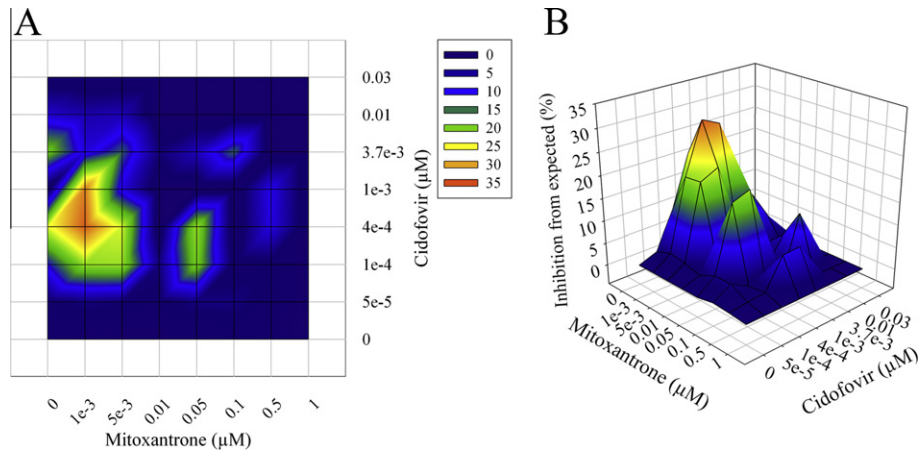 A
0.03
0.01
3.7e-3
1e-3
4e-4
1e-4
5e-5
0
Cidofovir (µM)
0
1e-3
5e-3
0.01
0.05
0.1
0.5
1
Mitoxantrone (µM)
0
5
10
15
20
25
30
35
B
35
30
25
20
15
10
5
0
Inhibition from expected (%)
0
1e-3
5e-3
0.01
0.05
0.1
0.5
1
Mitoxantrone (µM)
0
5e-5
1e-4
4e-4
1e-3
3.7e-3
0.01
0.03
Cidofovir (µM)